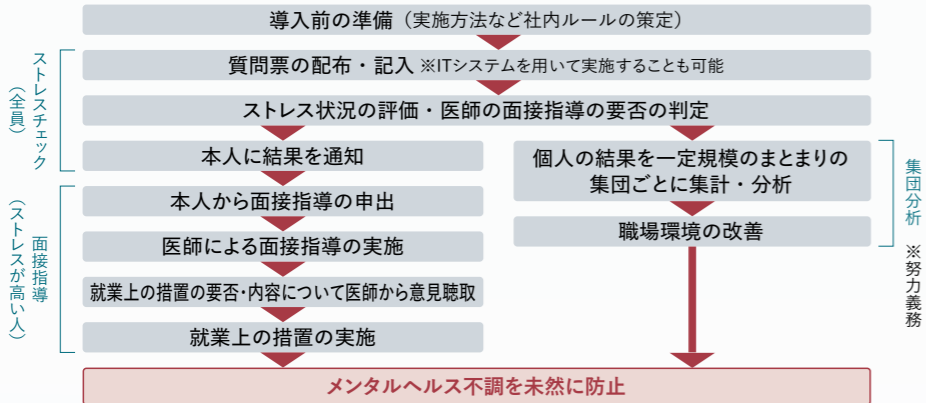 導入前の準備（実施方法など社内ルールの策定）
ストレスチェック
（全員）
質問票の配布・記入 ※ITシステムを用いて実施することも可能
ストレス状況の評価・医師の面接指導の要否の判定
本人に結果を通知
面接指導
（ストレスが高い人）
本人から面接指導の申出
医師による面接指導の実施
就業上の措置の要否・内容について医師から意見聴取
就業上の措置の実施
個人の結果を一定規模のまとまりの
集団ごとに集計・分析
職場環境の改善
集団分析 ※努力義務
メンタルヘルス不調を未然に防止